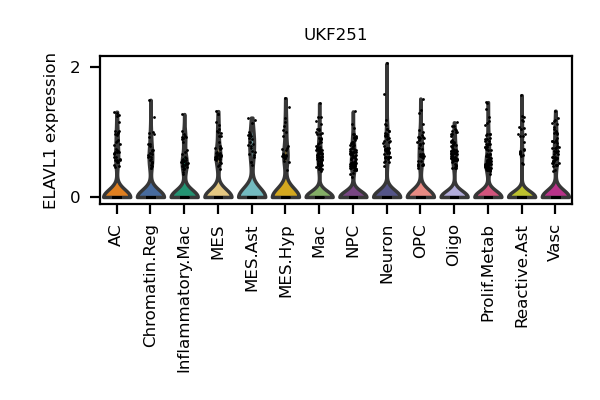 UKF251
ELAVL1 expression
2
0
AC
Chromatin.Reg
Inflammatory.Mac
MES
MES.Ast
MES.Hyp
Mac
NPC
Neuron
OPC
Oligo
Prolif.Metab
Reactive.Ast
Vasc